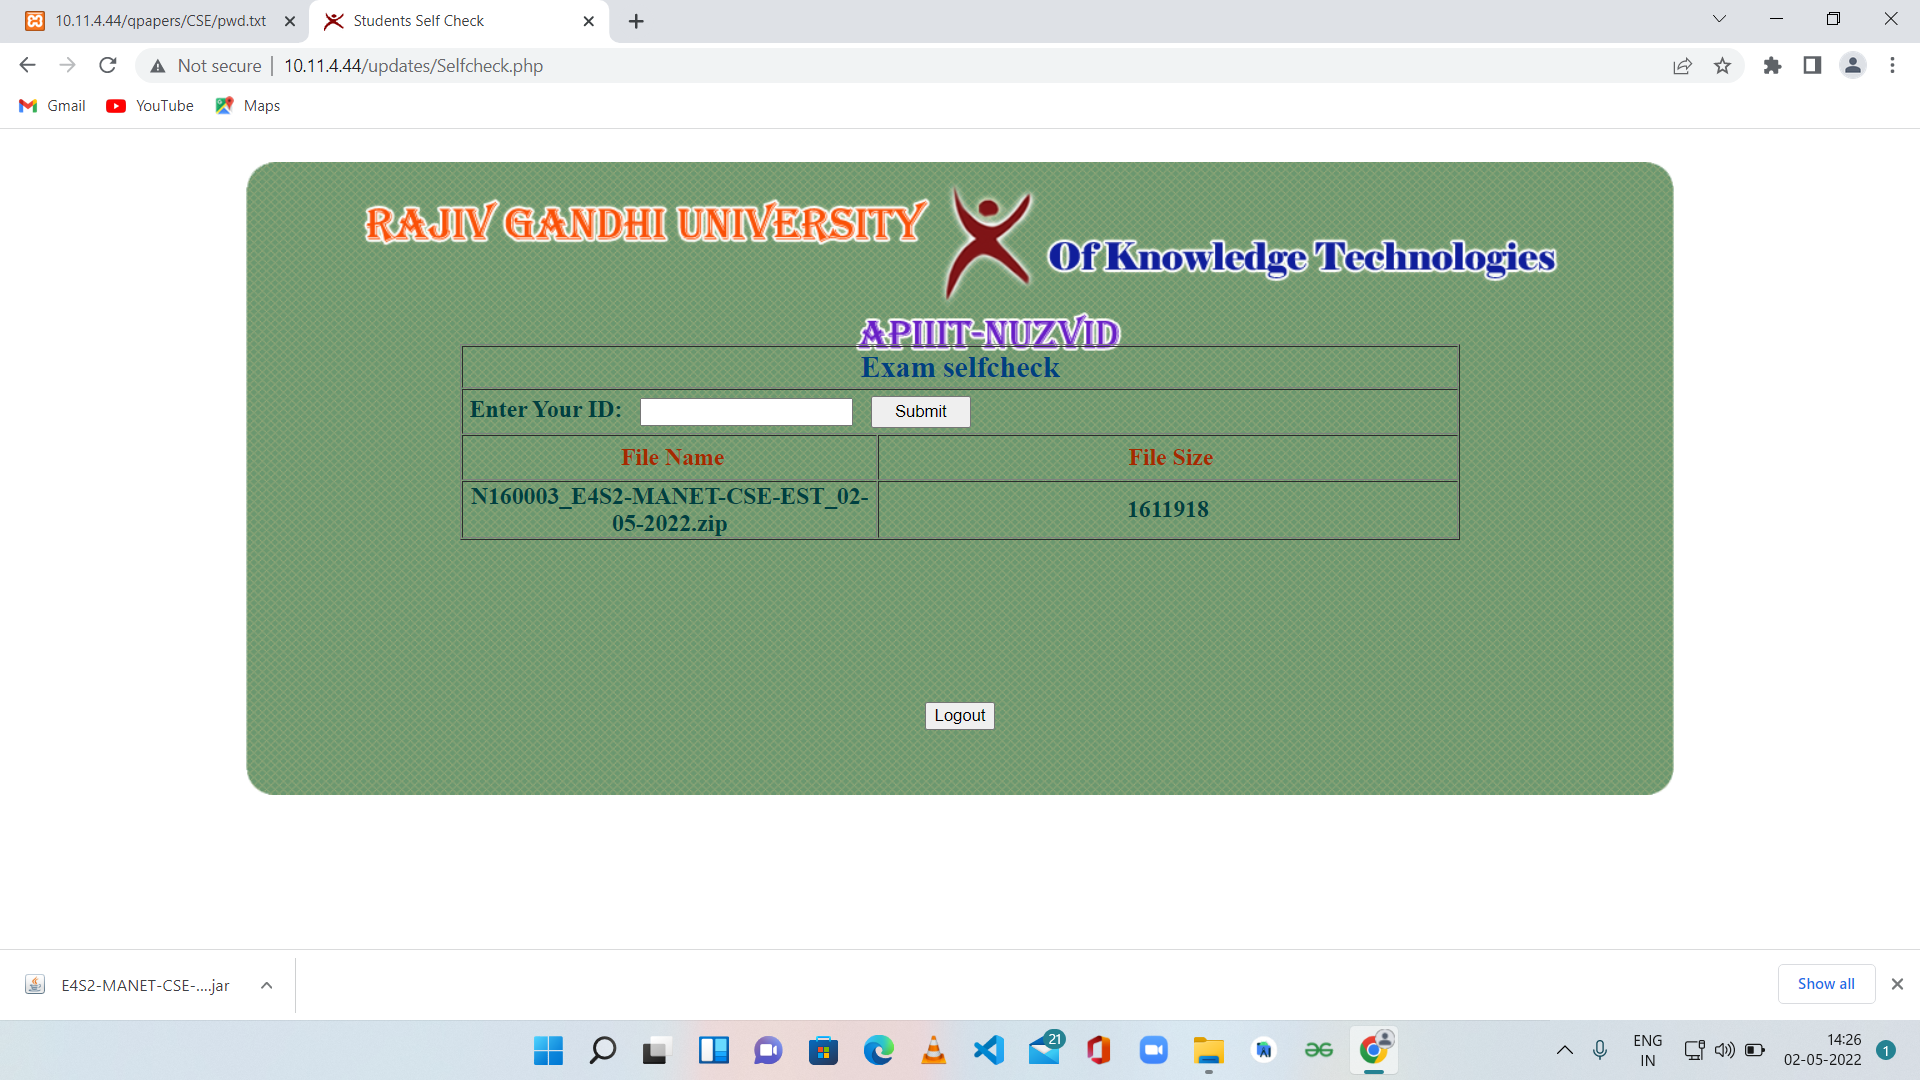 10.11.4.44/qpapers/CSE/pwd.txt
Students Self Check
Not secure
10.11.4.44/updates/Selfcheck.php
Gmail
YouTube
Maps
RAJIV GANDHI UNIVERSITY
Of Knowledge Technologies
APIIIT-NUZVID
Exam selfcheck
Enter Your ID:
Submit
File Name
File Size
N160003_E4S2-MANET-CSE-EST_02-
05-2022.zip
1611918
Logout
E4S2-MANET-CSE-....jar
Show all
21
ENG
IN
14:26
02-05-2022
1